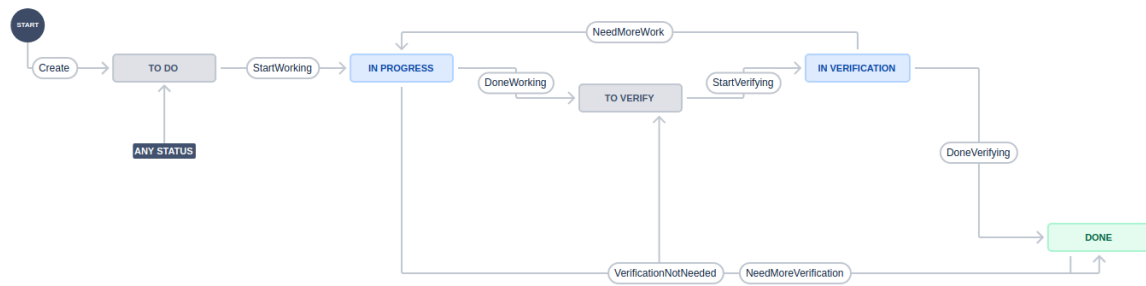 START
NeedMoreWork
Create
TO DO
StartWorking
IN PROGRESS
DoneWorking
TO VERIFY
StartVerifying
IN VERIFICATION
ANY STATUS
DoneVerifying
DONE
VerificationNotNeeded
NeedMoreVerification